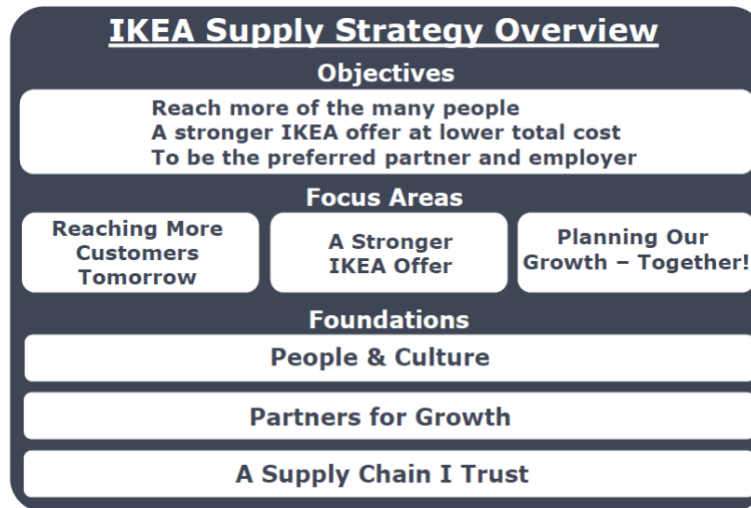 IKEA Supply Strategy Overview
Objectives
Reach more of the many people
A stronger IKEA offer at lower total cost
To be the preferred partner and employer
Focus Areas
Reaching More
Customers
Tomorrow
A Stronger
IKEA Offer
Planning Our
Growth – Together!
Foundations
People & Culture
Partners for Growth
A Supply Chain I Trust